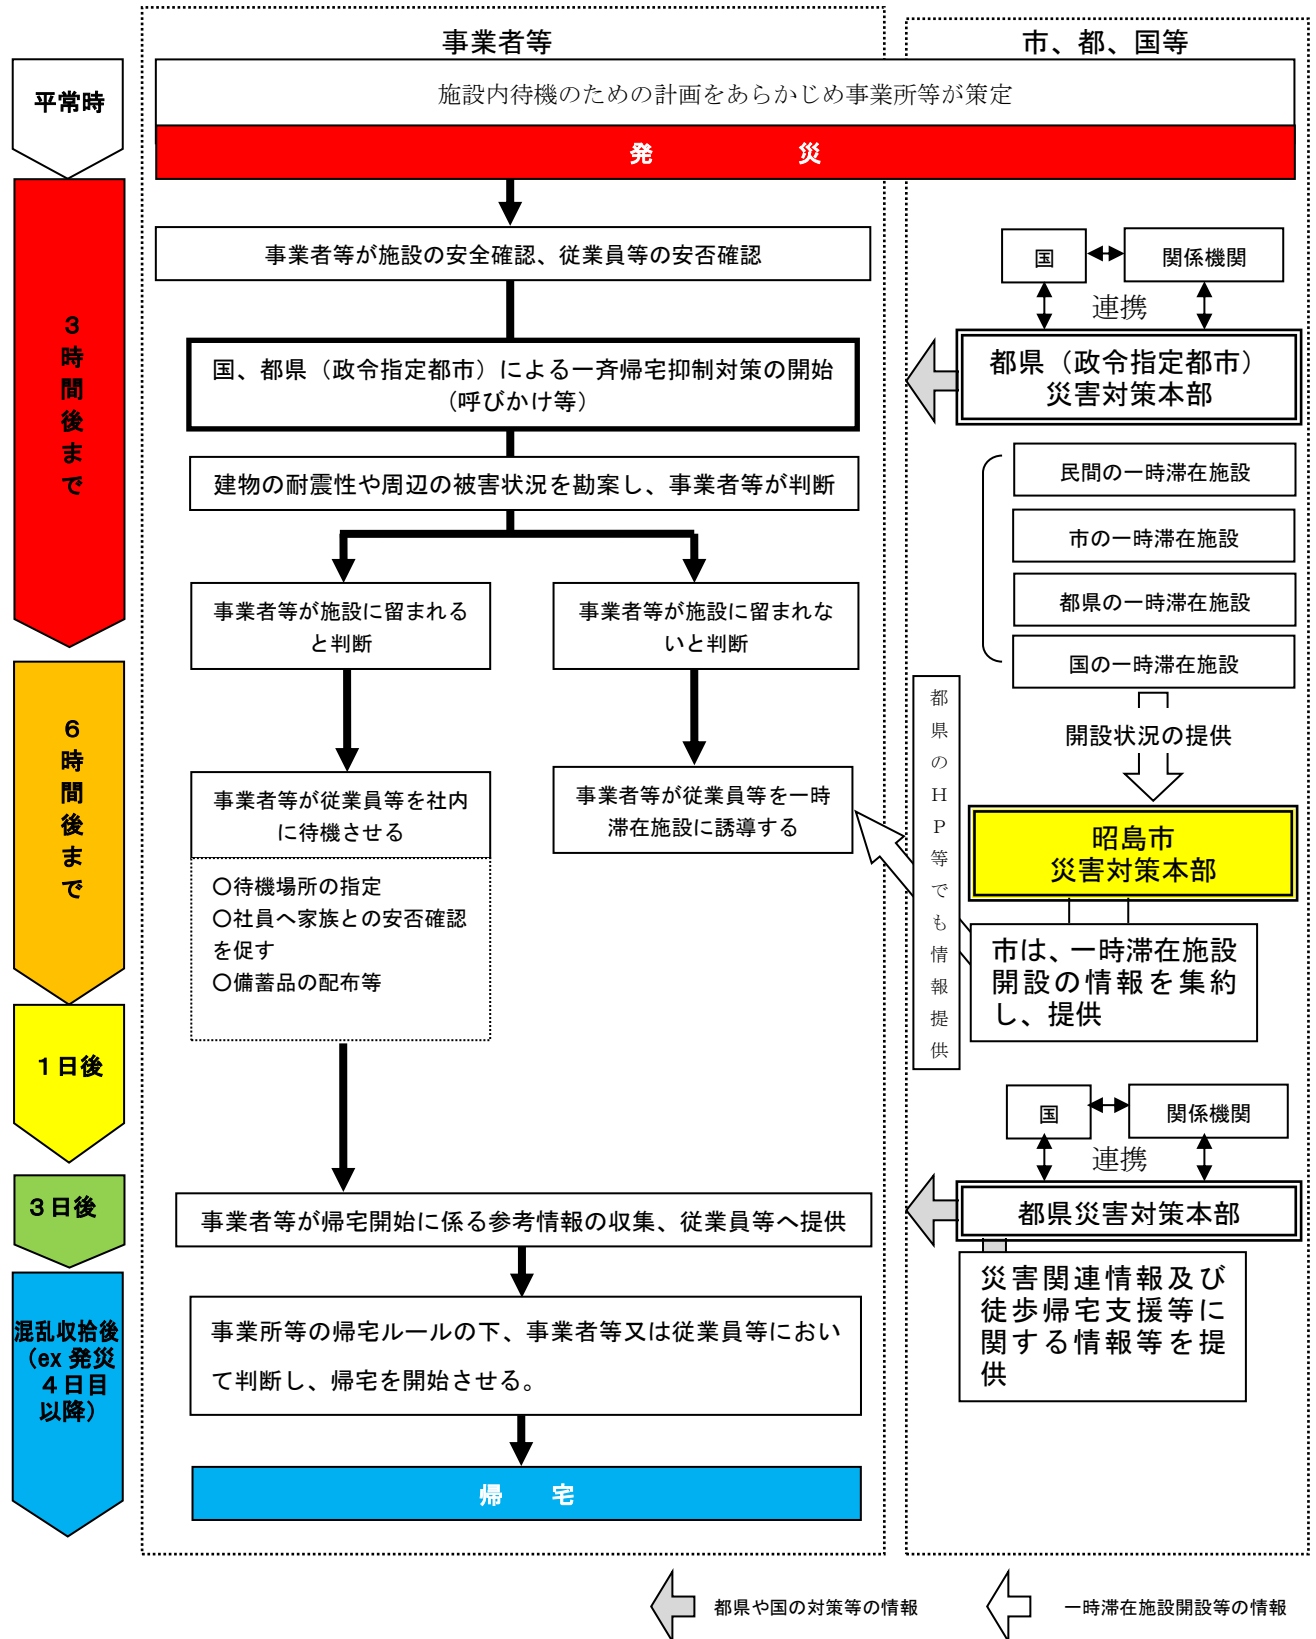 事業者等
市、都、国等
平常時
施設内待機のための計画をあらかじめ事業所等が策定
発　災
3時間後まで
事業者等が施設の安全確認、従業員等の安否確認
国
関係機関
連携
国、都県（政令指定都市）による一斉帰宅抑制対策の開始
(呼びかけ等）
都県（政令指定都市）
災害対策本部
建物の耐震性や周辺の被害状況を勘案し、事業者等が判断
民間の一時滞在施設
市の一時滞在施設
都県の一時滞在施設
国の一時滞在施設
事業者等が施設に留まれる
と判断
事業者等が施設に留まれな
いと判断
6時間後まで
都県のHP等でも情報提供
開設状況の提供
事業者等が従業員等を社内
に待機させる
事業者等が従業員等を一時
滞在施設に誘導する
昭島市
災害対策本部
〇待機場所の指定
〇社員へ家族との安否確認
を促す
〇備蓄品の配布等
市は、一時滞在施設
開設の情報を集約
し、提供
1日後
国
関係機関
連携
3日後
事業者等が帰宅開始に係る参考情報の収集、従業員等へ提供
都県災害対策本部
災害関連情報及び
徒歩帰宅支援等に
関する情報等を提
供
混乱収拾後
（ex 発災
4日目
以降）
事業所等の帰宅ルールの下、事業者等又は従業員等におい
て判断し、帰宅を開始させる。
帰　宅
都県や国の対策等の情報
一時滞在施設開設等の情報